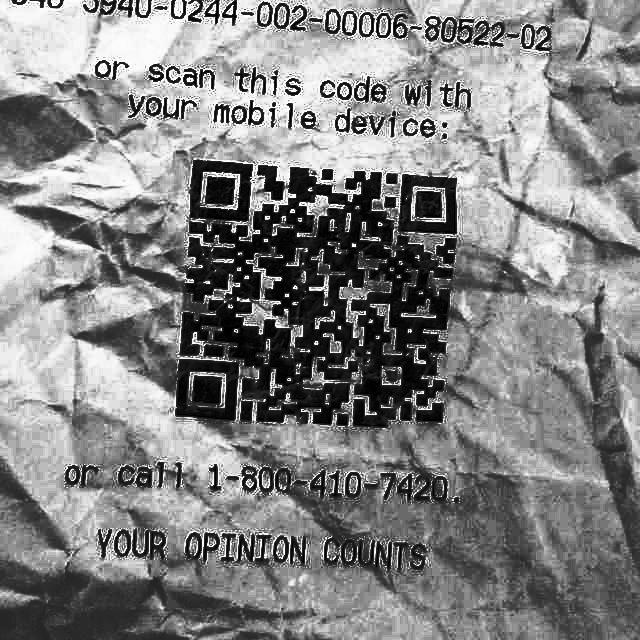 5940-0244-002-00006-80522-02
or scan this code with
your mobile device:
or call 1-800-410-7420.
YOUR OPINION COUNTS